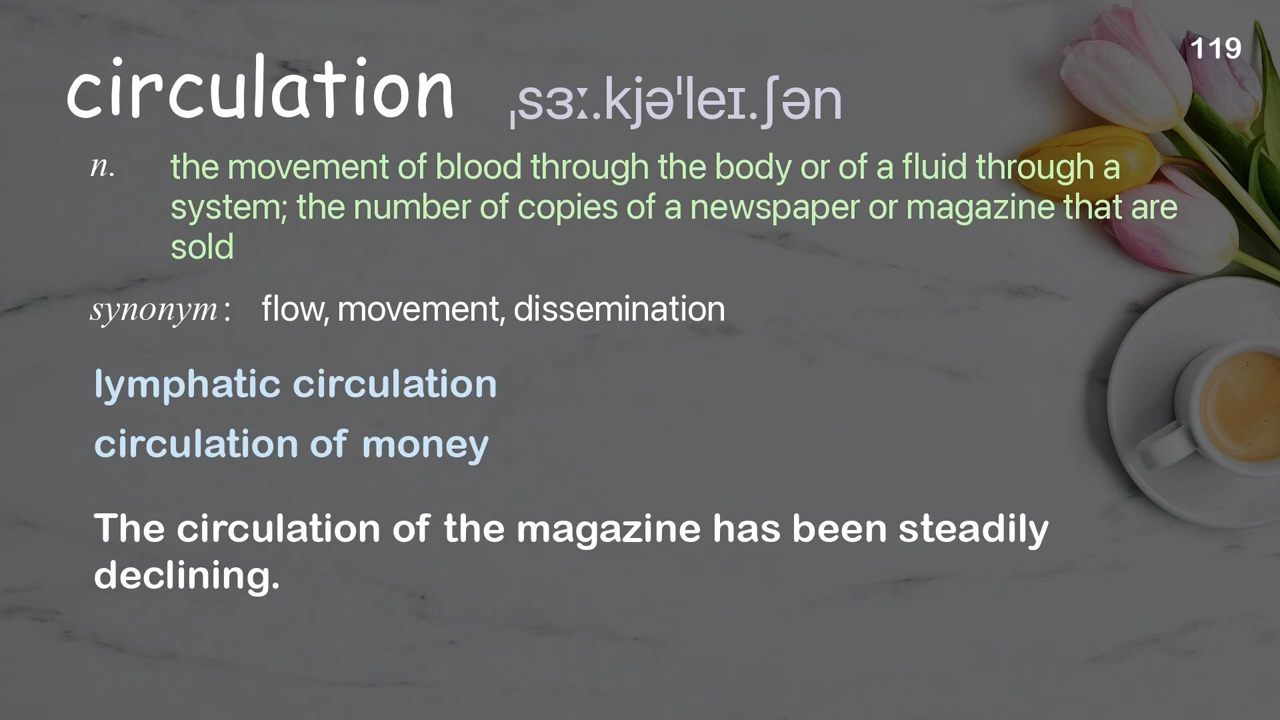 119
circulation ˌsɜː.kjəˈleɪ.ʃən
n. the movement of blood through the body or of a fluid through a
system; the number of copies of a newspaper or magazine that are
sold
synonym: flow, movement, dissemination
lymphatic circulation
circulation of money
The circulation of the magazine has been steadily
declining.